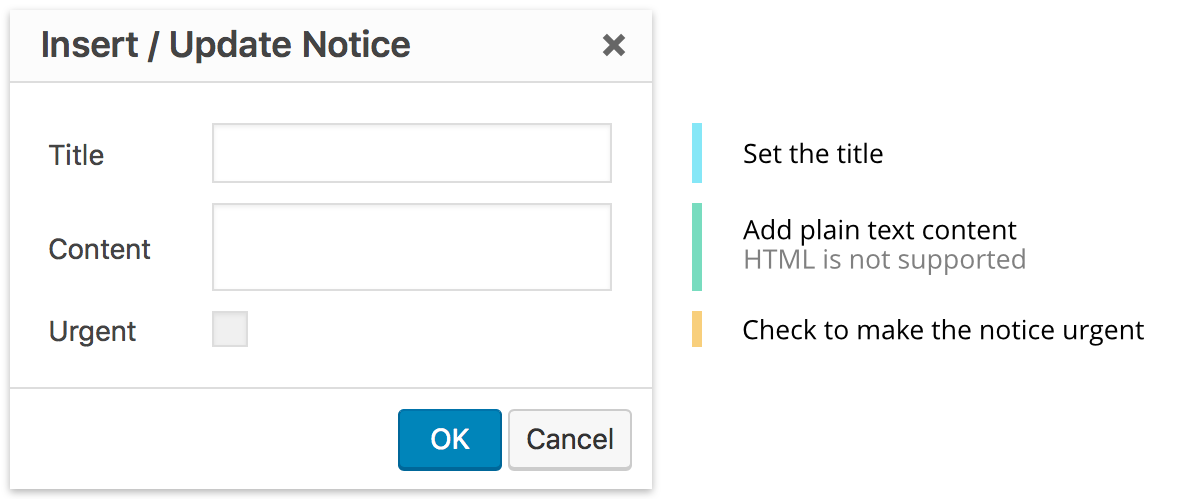 Insert / Update Notice
Title
Set the title
Content
Add plain text content
HTML is not supported
Urgent
Check to make the notice urgent
OK
Cancel